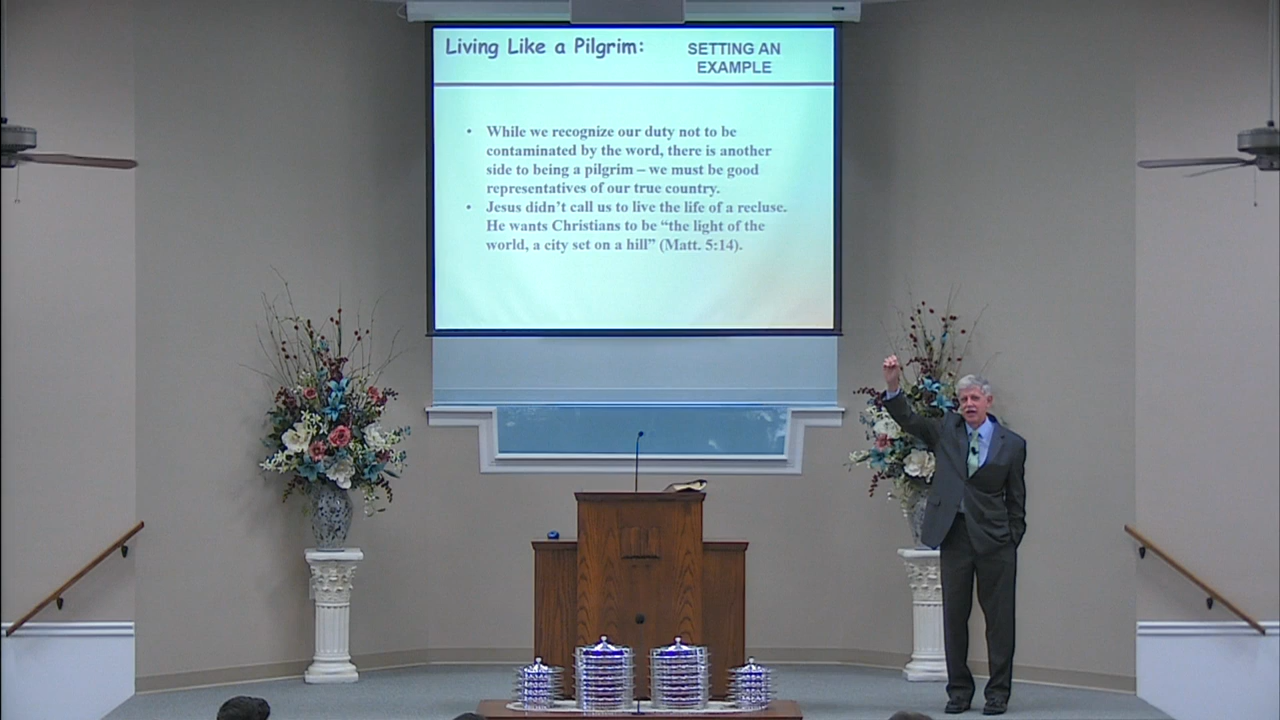 Living Like a Pilgrim:
SETTING AN
EXAMPLE
• While we recognize our duty not to be
contaminated by the word, there is another
side to being a pilgrim – we must be good
representatives of our true country.
• Jesus didn't call us to live the life of a recluse.
He wants Christians to be “the light of the
world, a city set on a hill” (Matt. 5:14).